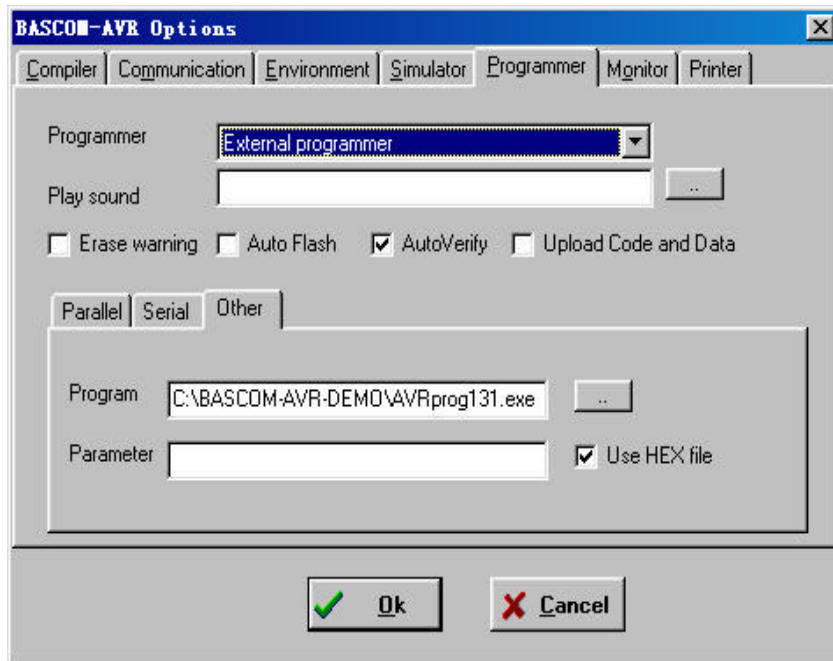 BASCOM-AVR Options
Compiler Communication Environment Simulator Programmer Monitor Printer
Programmer External programmer
Play sound ..
Erase warning Auto Flash AutoVerify Upload Code and Data
Parallel Serial Other
Program C:\BASCOM-AVR-DEMO\AVRprog131.exe ..
Parameter Use HEX file
Ok Cancel